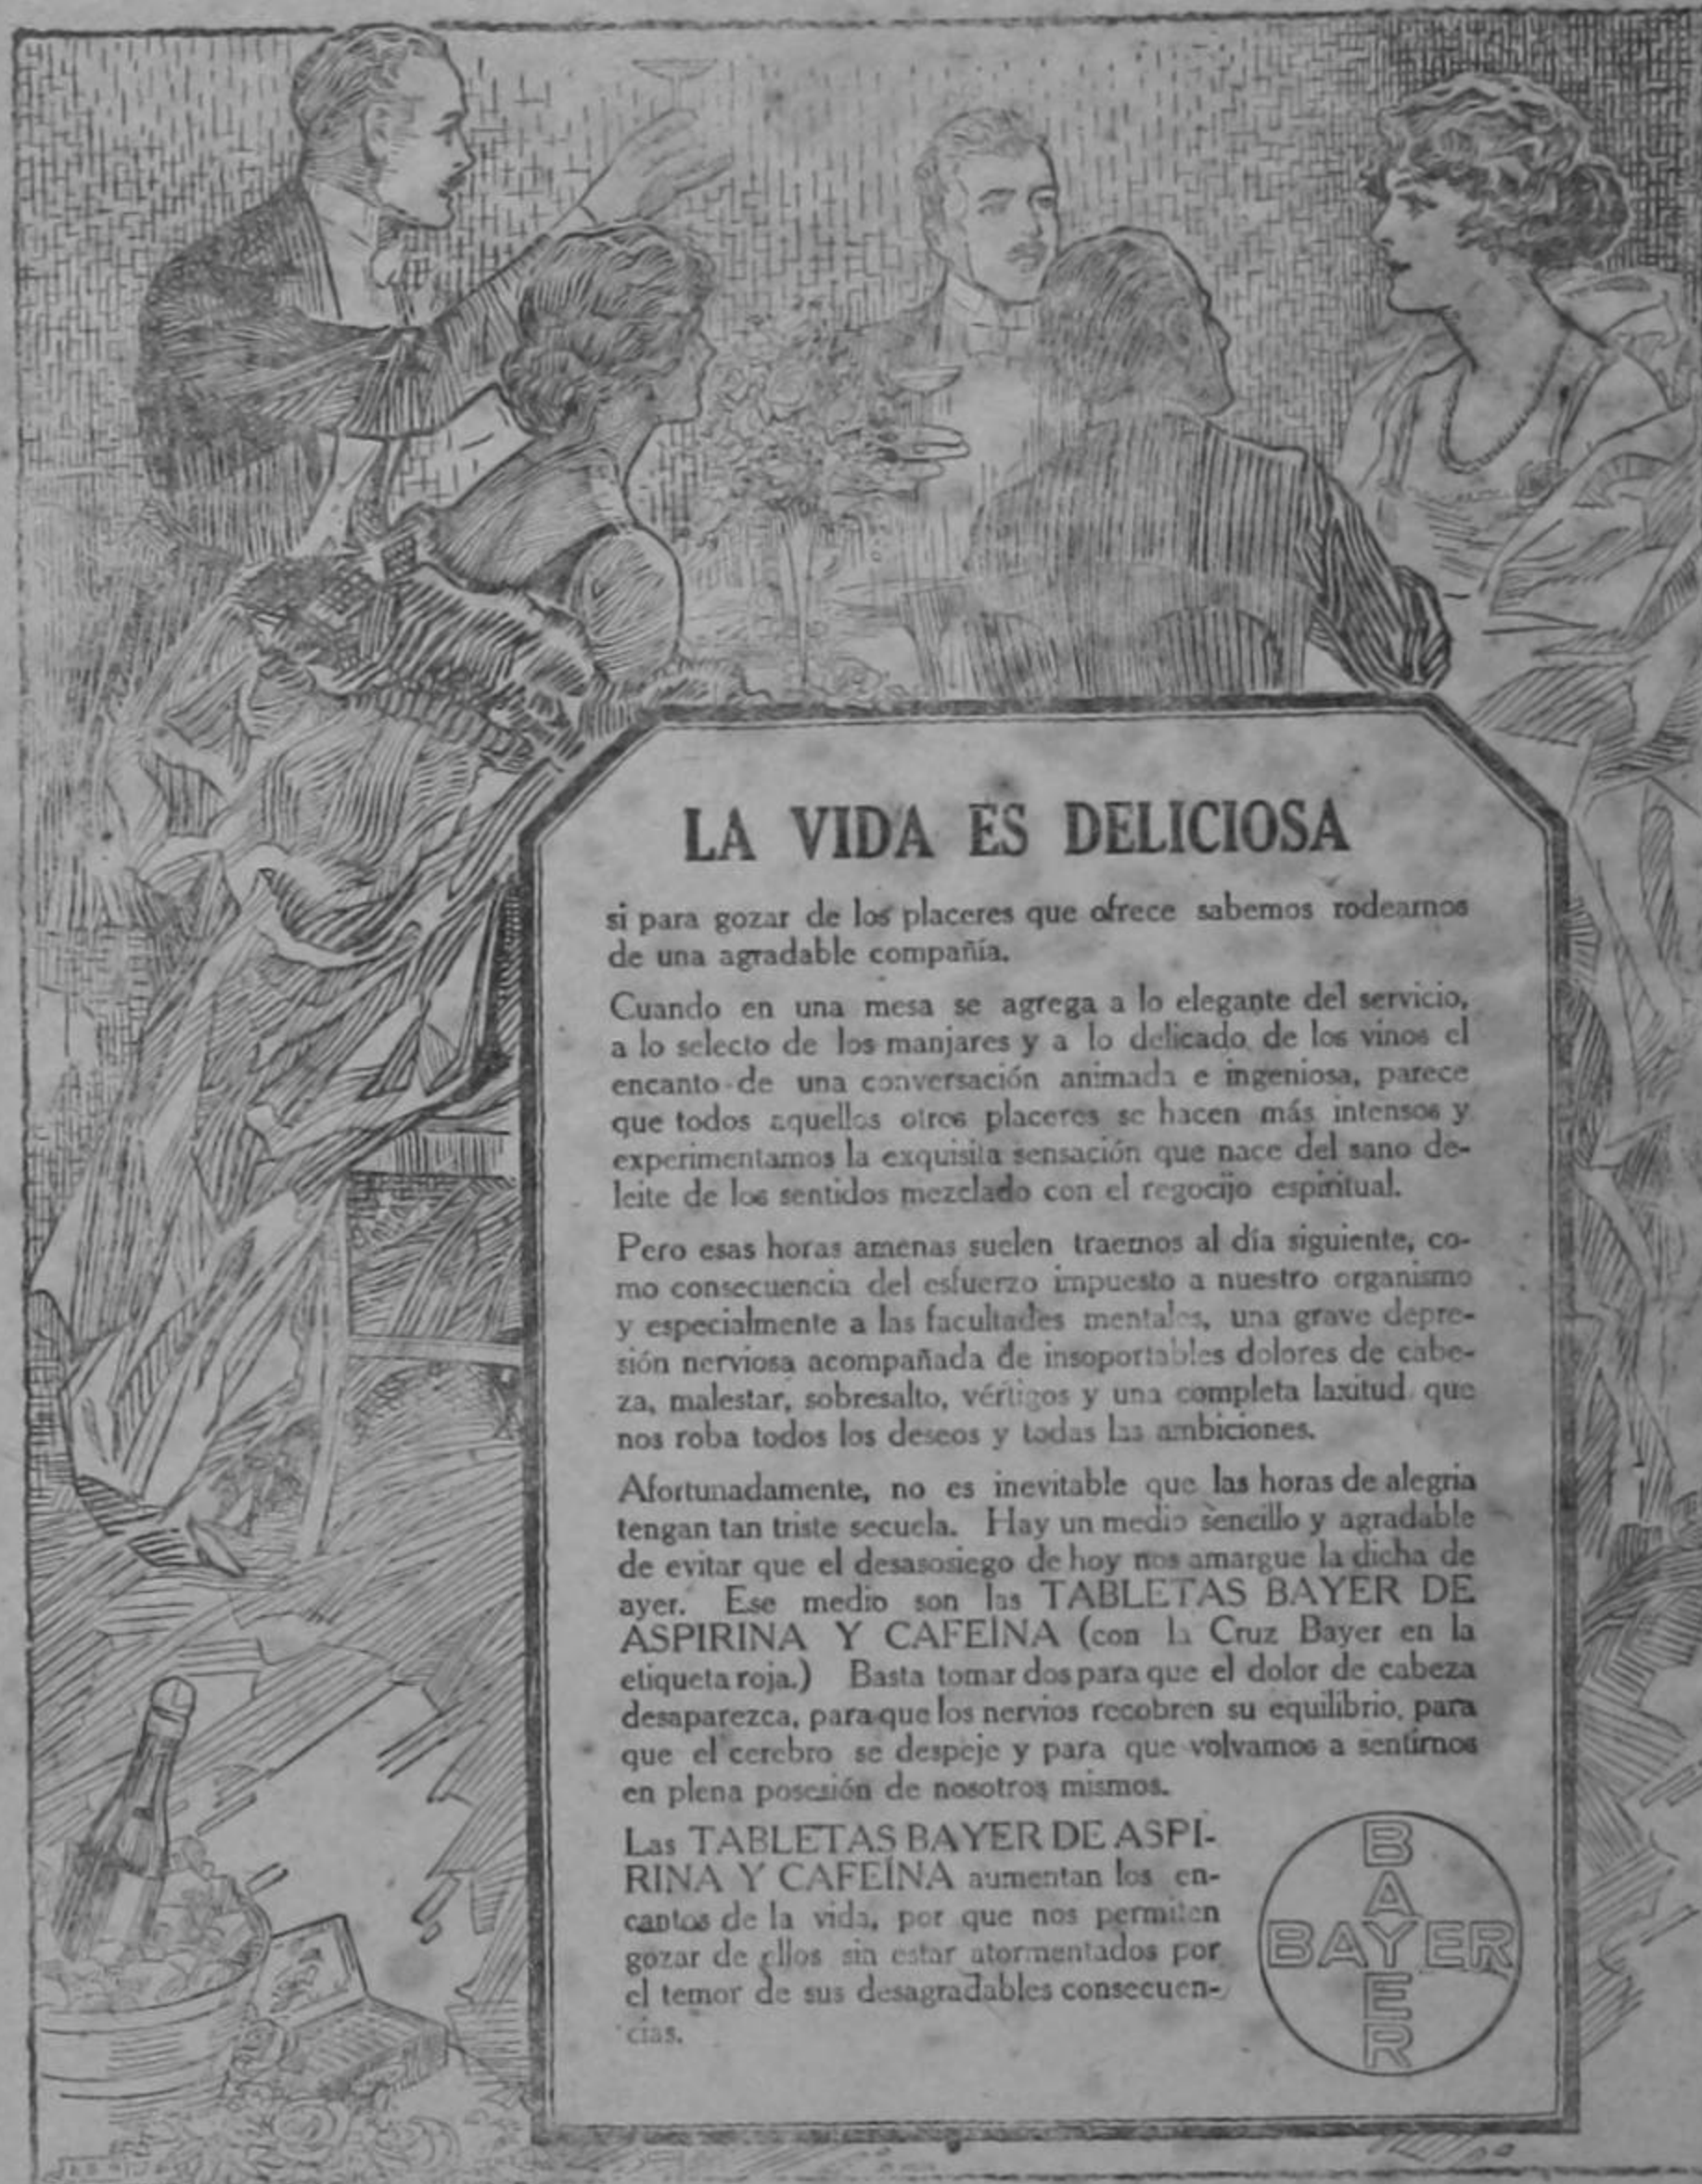 LA VIDA ES DELICIOSA
si para gozar de los placeres que ofrece sabemos rodearnos
de una agradable compañía.
Cuando en una mesa se agrega a lo elegante del servicio,
a lo selecto de los manjares y a lo delicado de los vinos el
encanto de una conversación animada e ingeniosa, parece
que todos aquellos otros placeres se hacen más intensos y
experimentamos la exquisita sensación que nace del sano de-
leite de los sentidos mezclado con el regocijo espiritual.
Pero esas horas amenas suelen traernos al día siguiente, co-
mo consecuencia del esfuerzo impuesto a nuestro organismo
y especialmente a las facultades mentales, una grave depre-
sión nerviosa acompañada de insoportables dolores de cabe-
za, malestar, sobresalto, vértigos y una completa laxitud que
nos roba todos los deseos y todas las ambiciones.
Afortunadamente, no es inevitable que las horas de alegria
tengan tan triste secuela. Hay un medio sencillo y agradable
de evitar que el desasosiego de hoy nos amargue la dicha de
ayer. Ese medio son las TABLETAS BAYER DE
ASPIRINA Y CAFEÍNA (con la Cruz Bayer en la
etiqueta roja.) Basta tomar dos para que el dolor de cabeza
desaparezca, para que los nervios recobren su equilibrio, para
que el cerebro se despeje y para que volvamos a sentirnos
en plena posesión de nosotros mismos.
Las TABLETAS BAYER DE ASPI-
RINA Y CAFEÍNA aumentan los en-
cantos de la vida, por que nos permiten
gozar de ellos sin estar atormentados por
el temor de sus desagradables consecuen-
cias.
BAYER
BAYER